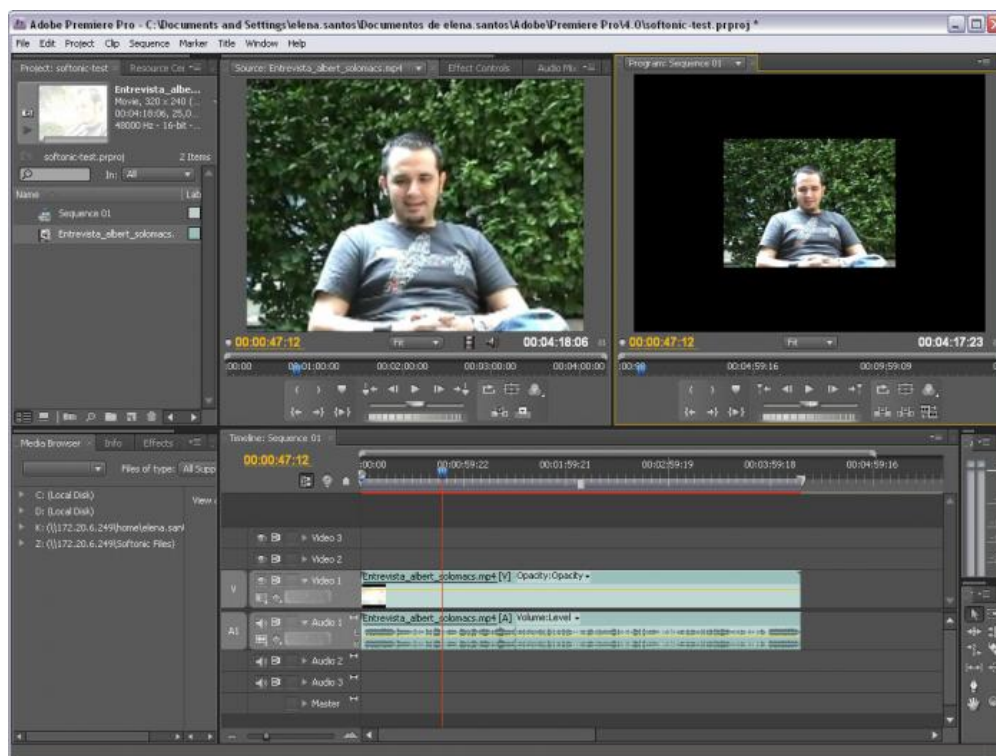 Adobe Premiere Pro - C:\Documents and Settings\elena.santos\Documentos de elena.santos\Adobe\Premiere Pro\4.0\softonic-test.prproj *
File Edit Project Clip Sequence Marker Title Window Help
Project: softonic-test
Resource Cen
Entrevista_albe...
Movie, 320 x 240 (...
00:04:18:06, 25,0...
48000 Hz - 16-bit -...
softonic-test.prproj 2 Items
In: All
Name Lab
Sequence 01
Entrevista_albert_solomacs.
Source: Entrevista_albert_solomacs.mp4 Effect Controls Audio Mix
00:00:47:12 Fit 00:04:18:06
00:00 00:01:00:00 00:02:00:00 00:03:00:00 00:04:00:00
Program: Sequence 01
00:00:47:12 Fit 00:04:17:23
00:04:59:16 00:09:59:09
Media Browser Info Effects
Files of type: All Supp
C: (Local Disk)
D: (Local Disk)
K: (\\172.20.6.249\home\elena.sant
Z: (\\172.20.6.249\Softonic Files)
View
Timeline: Sequence 01
00:00:47:12
:00:00 00:00:59:22 00:01:59:21 00:02:59:19 00:03:59:18 00:04:59:16
Video 3
Video 2
V Video 1
Entrevista_albert_solomacs.mp4 [V] Opacity:Opacity
A1 Audio 1
Entrevista_albert_solomacs.mp4 [A] Volume:Level
Audio 2
Audio 3
Master